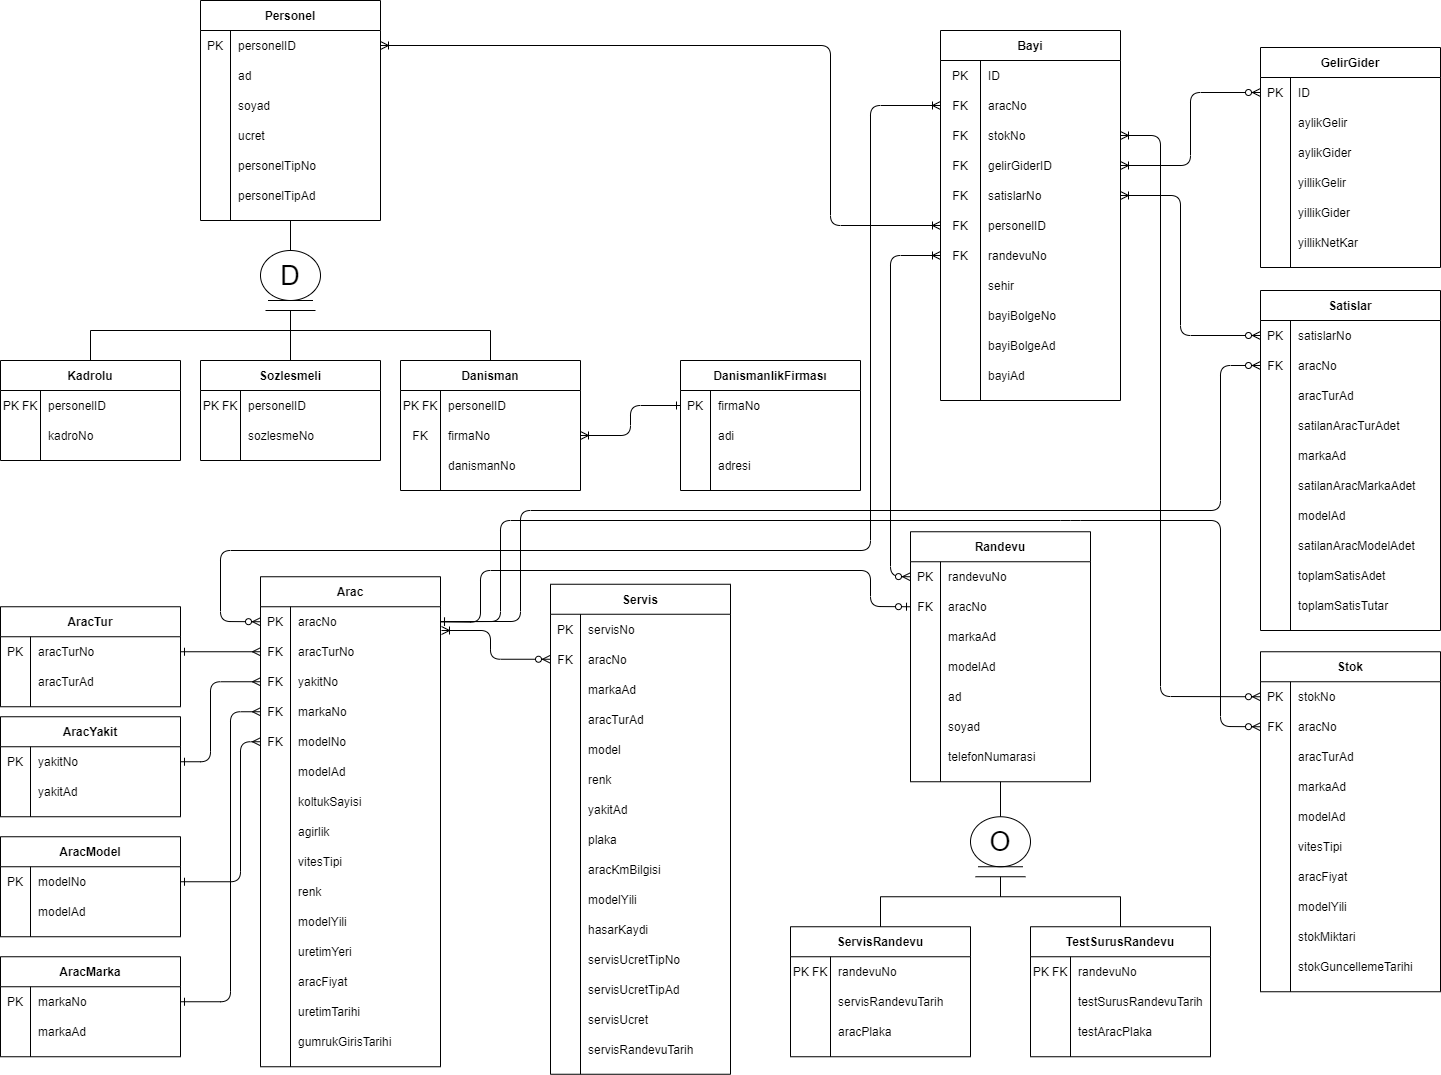 Personel
PK personelID
ad
soyad
ucret
personelTipNo
personelTipAd
D
Kadrolu
PK FK personelID
kadroNo
Sozlesmeli
PK FK personelID
sozlesmeNo
Danisman
PK FK personelID
FK firmaNo
danismanNo
DanismanlikFirması
PK firmaNo
adi
adresi
Bayi
PK ID
FK aracNo
FK stokNo
FK gelirGiderID
FK satislarNo
FK personelID
FK randevuNo
sehir
bayiBolgeNo
bayiBolgeAd
bayiAd
GelirGider
PK ID
aylikGelir
aylikGider
yillikGelir
yillikGider
yillikNetKar
Satislar
PK satislarNo
FK aracNo
aracTurAd
satilanAracTurAdet
markaAd
satilanAracMarkaAdet
modelAd
satilanAracModelAdet
toplamSatisAdet
toplamSatisTutar
AracTur
PK aracTurNo
aracTurAd
AracYakit
PK yakitNo
yakitAd
AracModel
PK modelNo
modelAd
AracMarka
PK markaNo
markaAd
Arac
PK aracNo
FK aracTurNo
FK yakitNo
FK markaNo
FK modelNo
modelAd
koltukSayisi
agirlik
vitesTipi
renk
modelYili
uretimYeri
aracFiyat
uretimTarihi
gumrukGirisTarihi
Servis
PK servisNo
FK aracNo
markaAd
aracTurAd
model
renk
yakitAd
plaka
aracKmBilgisi
modelYili
hasarKaydi
servisUcretTipNo
servisUcretTipAd
servisUcret
servisRandevuTarih
Randevu
PK randevuNo
FK aracNo
markaAd
modelAd
ad
soyad
telefonNumarasi
O
ServisRandevu
PK FK randevuNo
servisRandevuTarih
aracPlaka
TestSurusRandevu
PK FK randevuNo
testSurusRandevuTarih
testAracPlaka
Stok
PK stokNo
FK aracNo
aracTurAd
markaAd
modelAd
vitesTipi
aracFiyat
modelYili
stokMiktari
stokGuncellemeTarihi